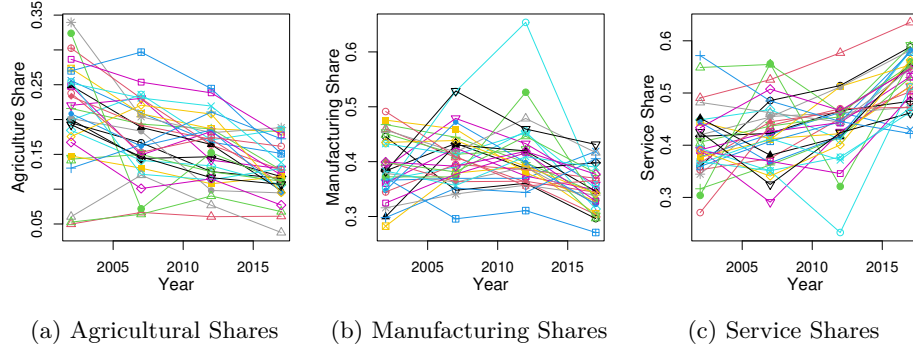 0.35
0.25
0.15
0.05
Agriculture Share
2005 2010 2015
Year
(a) Agricultural Shares
0.6
0.5
0.4
0.3
Manufacturing Share
2005 2010 2015
Year
(b) Manufacturing Shares
0.6
0.5
0.4
0.3
Service Share
2005 2010 2015
Year
(c) Service Shares